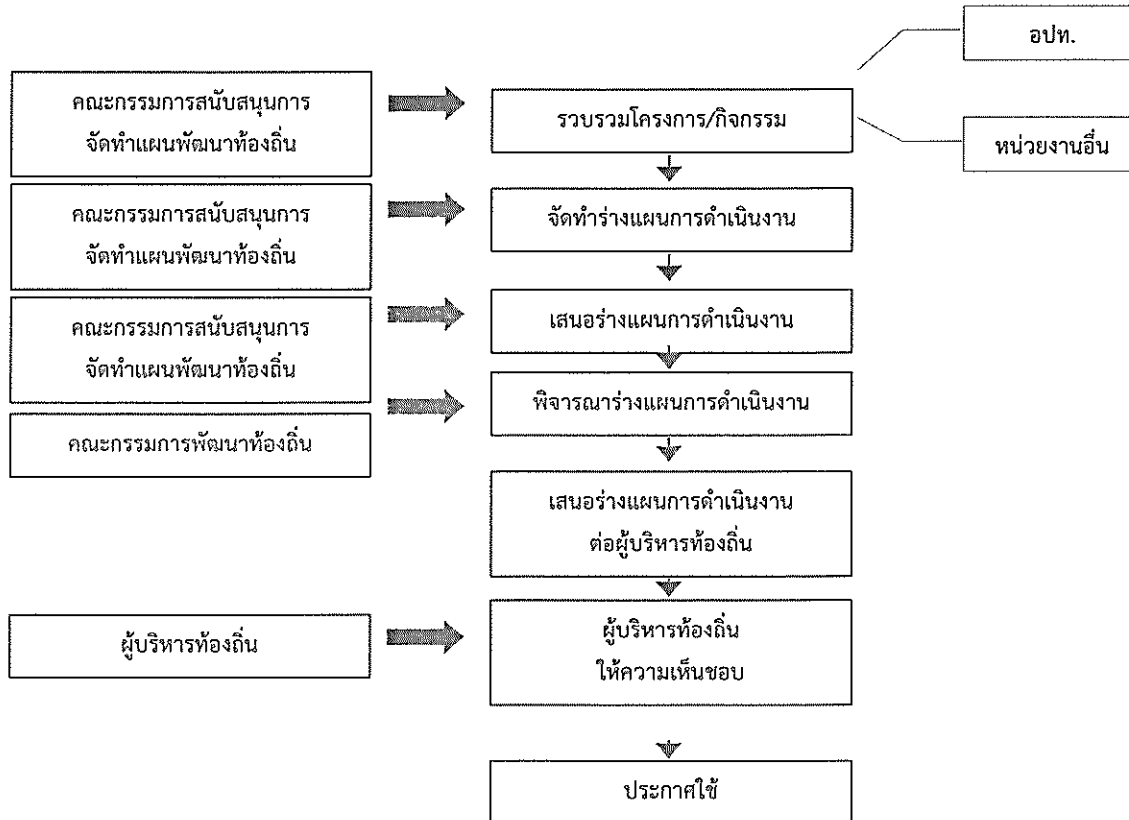 อปท.
คณะกรรมการสนับสนุนการ
จัดทำแผนพัฒนาท้องถิ่น
รวบรวมโครงการ/กิจกรรม
หน่วยงานอื่น
คณะกรรมการสนับสนุนการ
จัดทำแผนพัฒนาท้องถิ่น
จัดทำร่างแผนการดำเนินงาน
คณะกรรมการสนับสนุนการ
จัดทำแผนพัฒนาท้องถิ่น
เสนอร่างแผนการดำเนินงาน
พิจารณาร่างแผนการดำเนินงาน
คณะกรรมการพัฒนาท้องถิ่น
เสนอร่างแผนการดำเนินงาน
ต่อผู้บริหารท้องถิ่น
ผู้บริหารท้องถิ่น
ผู้บริหารท้องถิ่น
ให้ความเห็นชอบ
ประกาศใช้